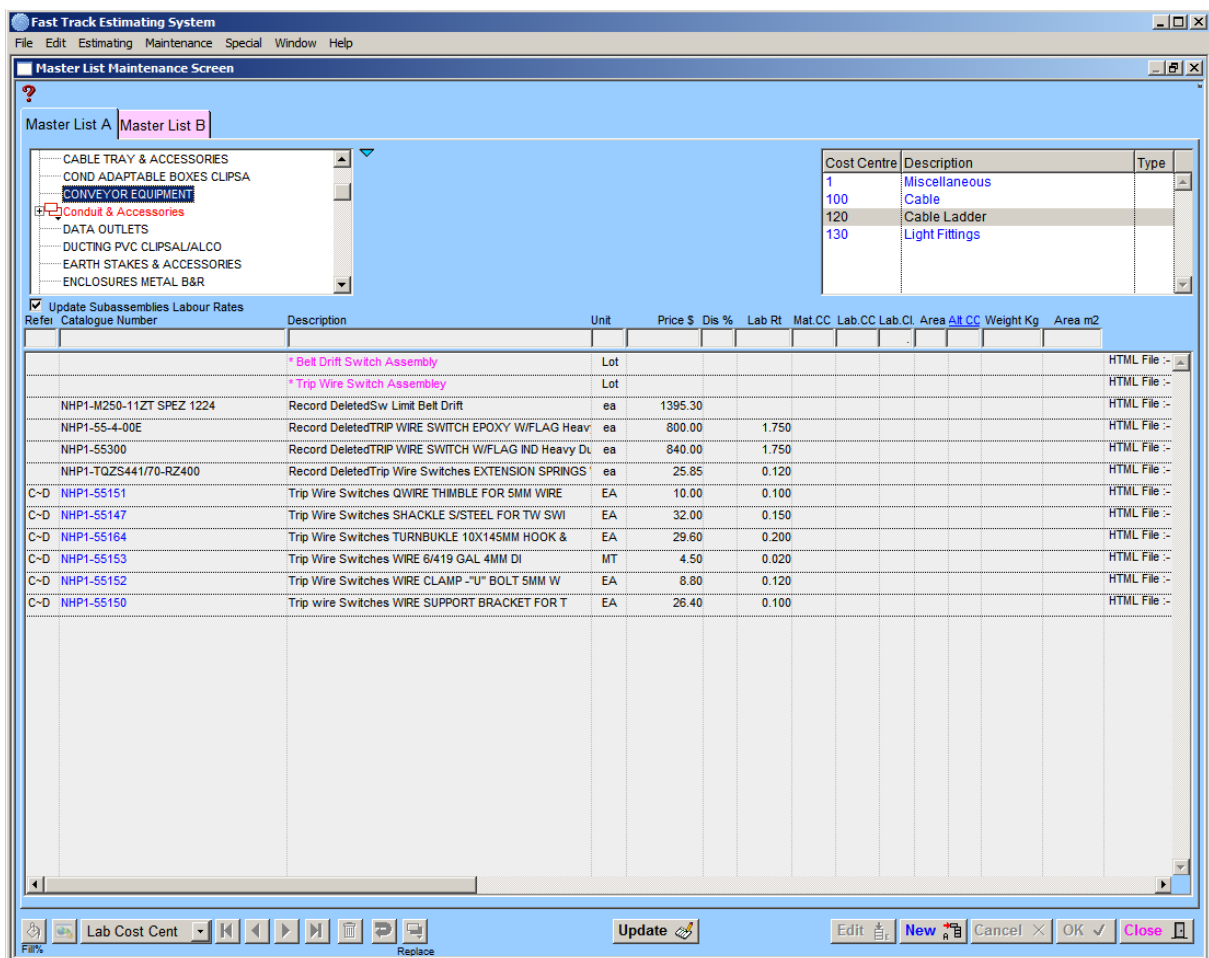 Fast Track Estimating System
File Edit Estimating Maintenance Special Window Help
Master List Maintenance Screen
?
Master List A Master List B
CABLE TRAY & ACCESSORIES
COND ADAPTABLE BOXES CLIPSA
CONVEYOR EQUIPMENT
Conduit & Accessories
DATA OUTLETS
DUCTING PVC CLIPSAL/ALCO
EARTH STAKES & ACCESSORIES
ENCLOSURES METAL B&R
Cost Centre Description Type
1 Miscellaneous
100 Cable
120 Cable Ladder
130 Light Fittings
Update Subassemblies Labour Rates
Refer Catalogue Number Description Unit Price $ Dis % Lab Rt Mat.CC Lab.CC Lab.Cl. Area Alt CC Weight Kg Area m2
.
* Belt Drift Switch Assembly Lot HTML File :-
* Trip Wire Switch Assembley Lot HTML File :-
NHP1-M250-11ZT SPEZ 1224 Record DeletedSw Limit Belt Drift ea 1395.30 HTML File :-
NHP1-55-4-00E Record DeletedTRIP WIRE SWITCH EPOXY W/FLAG Heav ea 800.00 1.750 HTML File :-
NHP1-55300 Record DeletedTRIP WIRE SWITCH W/FLAG IND Heavy Du ea 840.00 1.750 HTML File :-
NHP1-TQZS441/70-RZ400 Record DeletedTrip Wire Switches EXTENSION SPRINGS ea 25.85 0.120 HTML File :-
C~D NHP1-55151 Trip Wire Switches QWIRE THIMBLE FOR 5MM WIRE EA 10.00 0.100 HTML File :-
C~D NHP1-55147 Trip Wire Switches SHACKLE S/STEEL FOR TW SWI EA 32.00 0.150 HTML File :-
C~D NHP1-55164 Trip Wire Switches TURNBUKLE 10X145MM HOOK & EA 29.60 0.200 HTML File :-
C~D NHP1-55153 Trip Wire Switches WIRE 6/419 GAL 4MM DI MT 4.50 0.020 HTML File :-
C~D NHP1-55152 Trip Wire Switches WIRE CLAMP -"U" BOLT 5MM W EA 8.80 0.120 HTML File :-
C~D NHP1-55150 Trip wire Switches WIRE SUPPORT BRACKET FOR T EA 26.40 0.100 HTML File :-
Lab Cost Cent Update Edit New Cancel OK Close
Fill% Replace